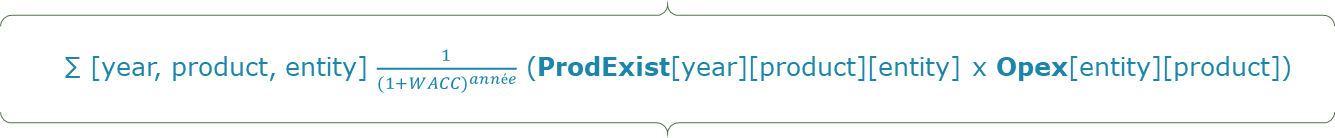 ∑ [year, product, entity] 1/(1+WACC)^année (ProdExist[year][product][entity] x Opex[entity][product])